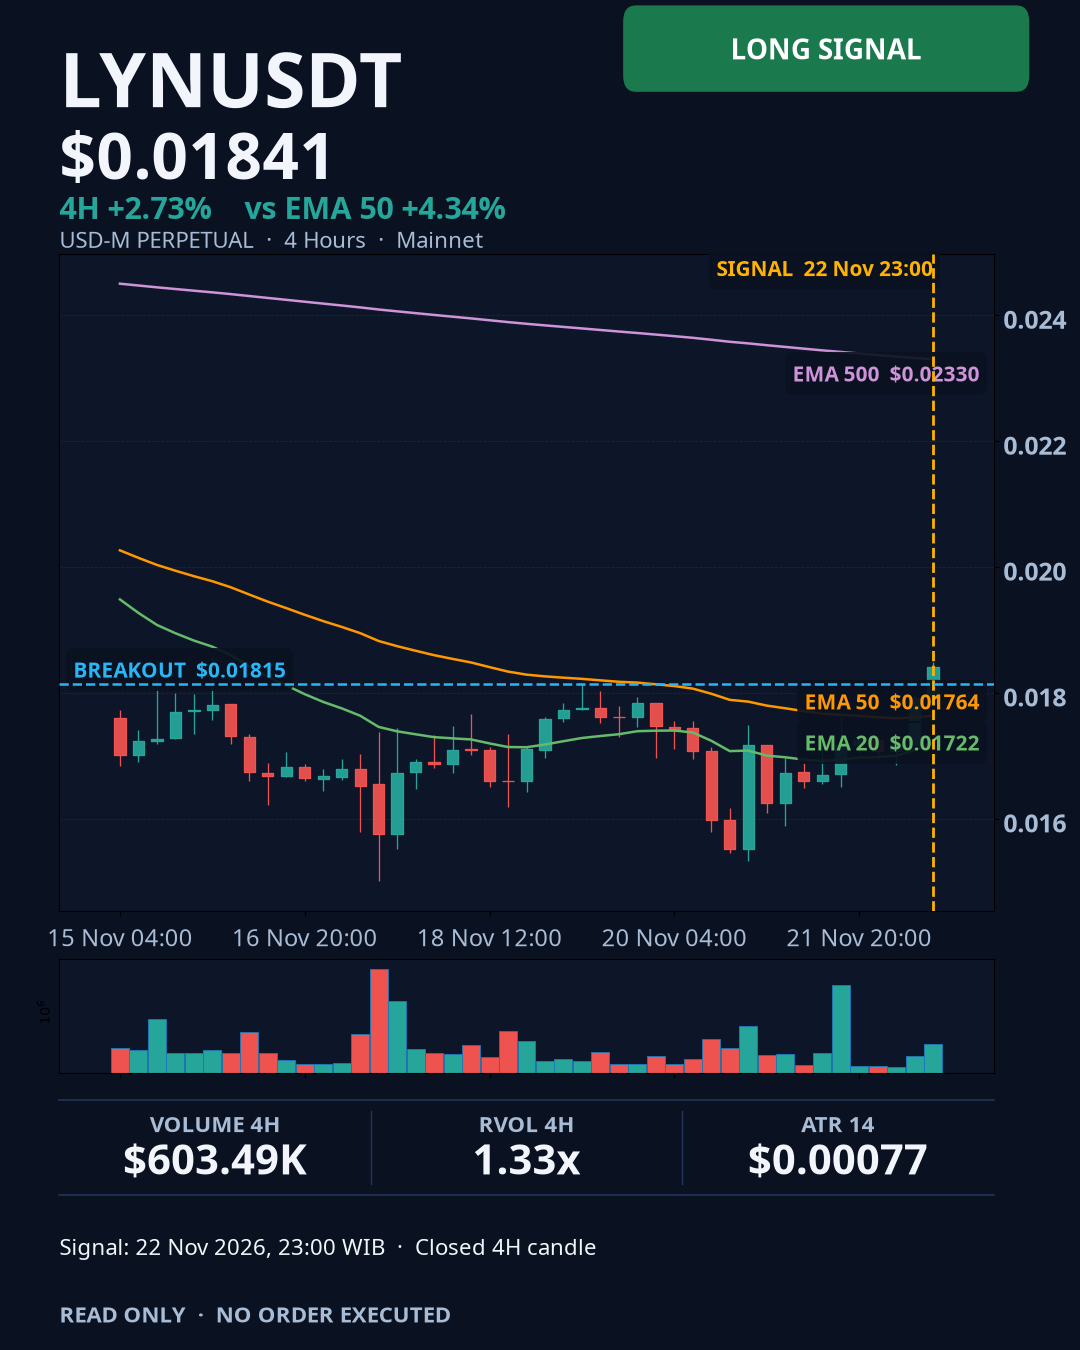 LONG SIGNAL
LYNUSDT
$0.01841
4H +2.73% vs EMA 50 +4.34%
USD-M PERPETUAL · 4 Hours · Mainnet
SIGNAL 22 Nov 23:00
0.024
EMA 500 $0.02330
0.022
0.020
BREAKOUT $0.01815
0.018
EMA 50 $0.01764
EMA 20 $0.01722
0.016
15 Nov 04:00 16 Nov 20:00 18 Nov 12:00 20 Nov 04:00 21 Nov 20:00
10⁶
VOLUME 4H RVOL 4H ATR 14
$603.49K 1.33x $0.00077
Signal: 22 Nov 2026, 23:00 WIB · Closed 4H candle
READ ONLY · NO ORDER EXECUTED